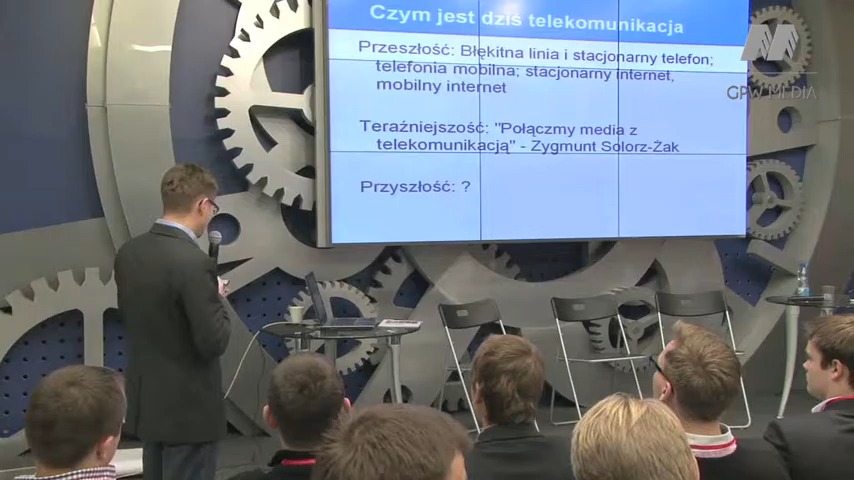 Czym jest dziś telekomunikacja
Przeszłość: Błękitna linia i stacjonarny telefon;
telefonia mobilna; stacjonarny internet,
mobilny internet
Teraźniejszość: "Połączmy media z
telekomunikacją" - Zygmunt Solorz-Żak
Przyszłość: ?
GPW MEDIA